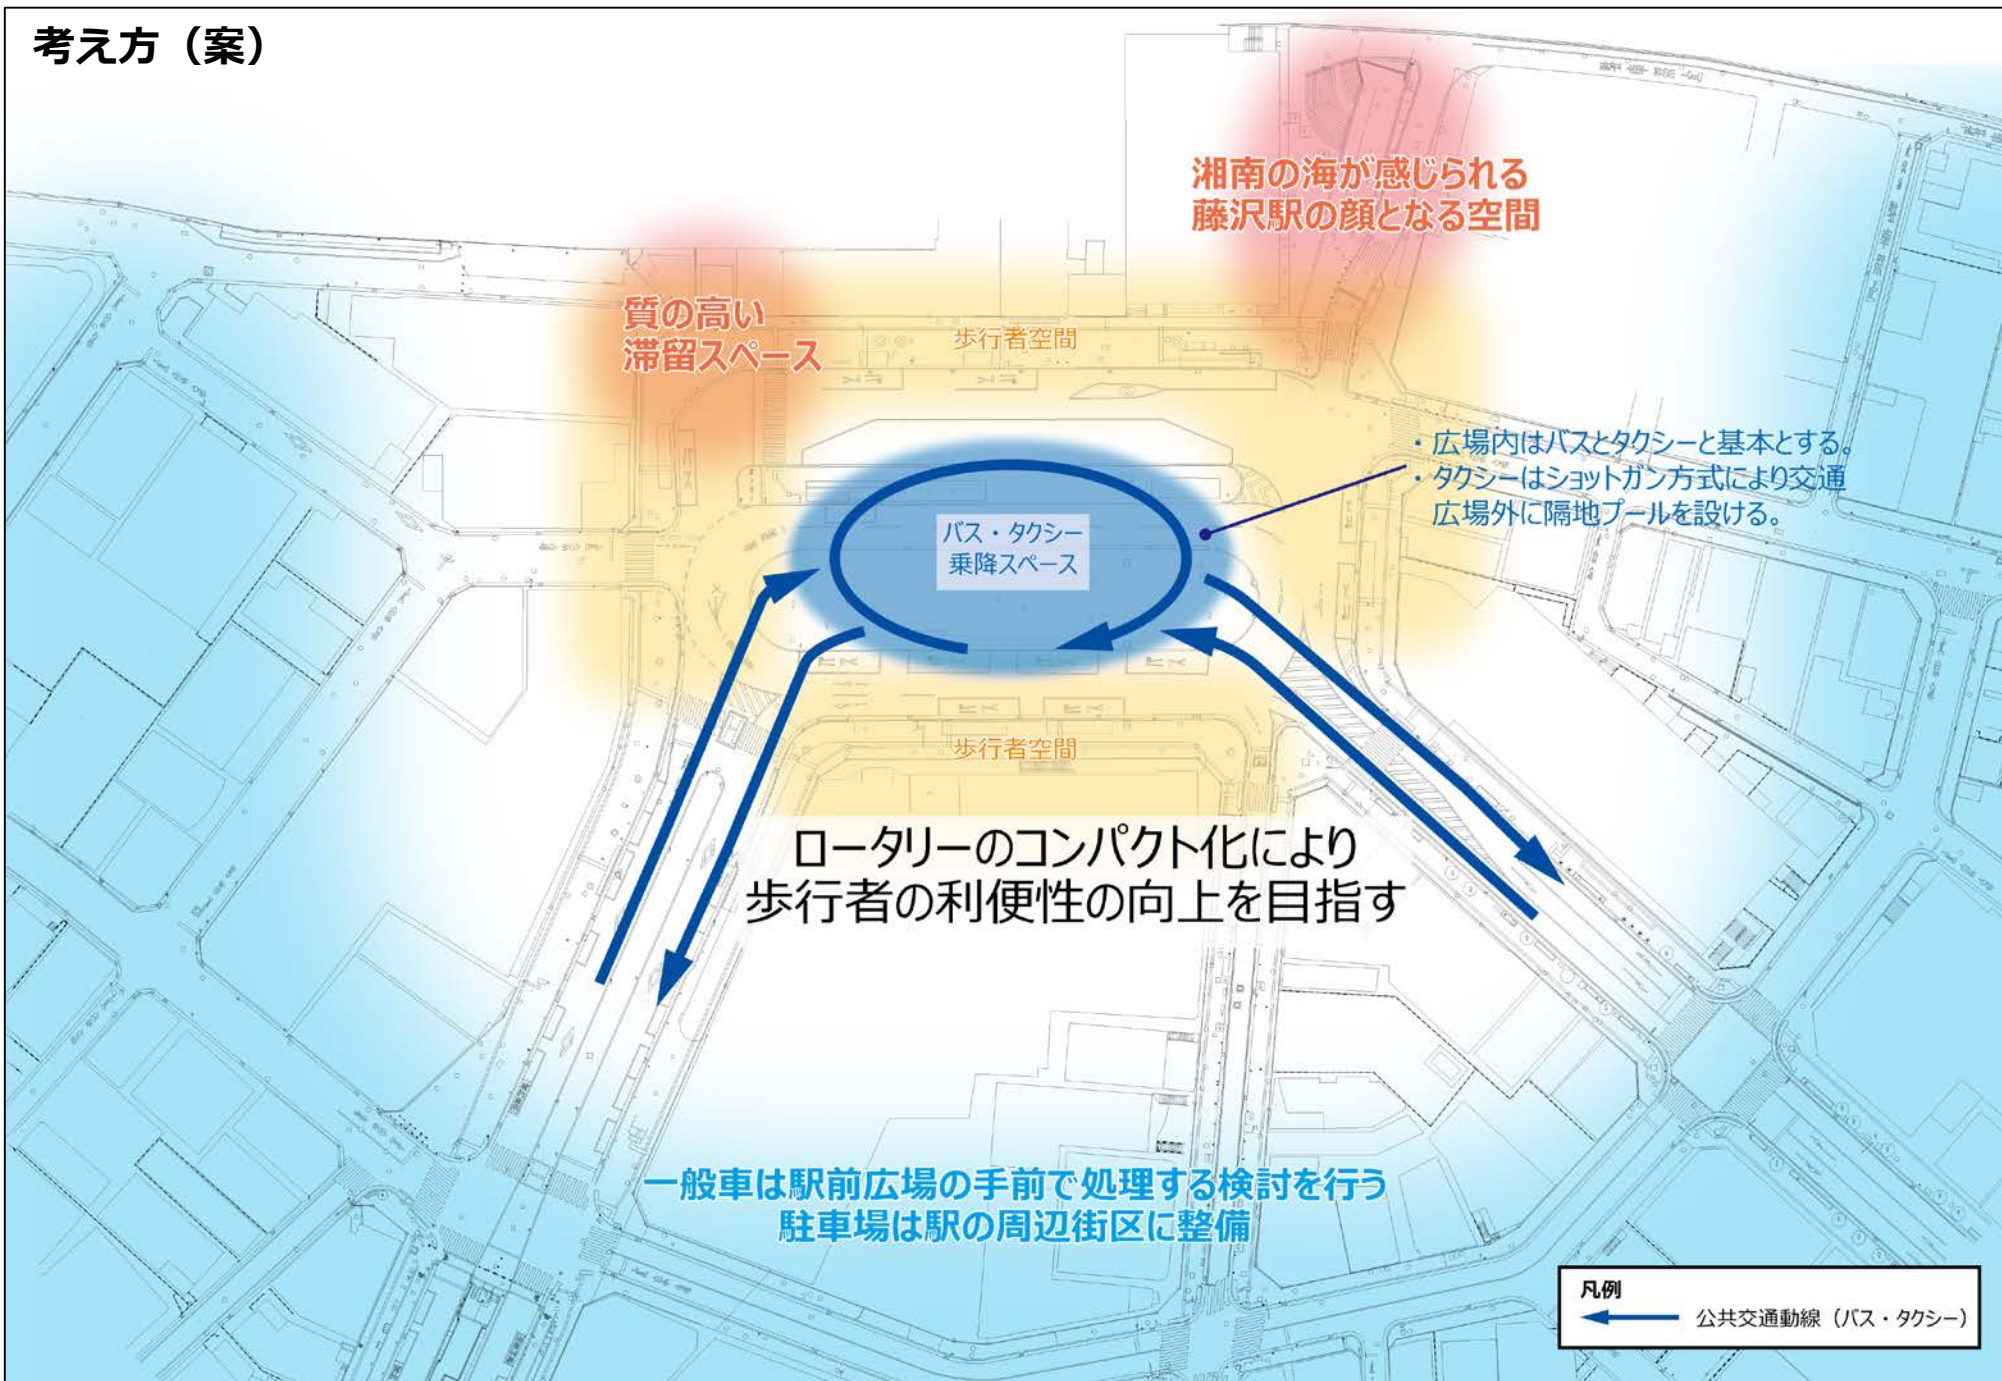 考え方（案）
湘南の海が感じられる
藤沢駅の顔となる空間
質の高い
滞留スペース
歩行者空間
・広場内はバスとタクシーと基本とする。
・タクシーはショットガン方式により交通
広場外に隔地プールを設ける。
バス・タクシー
乗降スペース
歩行者空間
ロータリーのコンパクト化により
歩行者の利便性の向上を目指す
一般車は駅前広場の手前で処理する検討を行う
駐車場は駅の周辺街区に整備
凡例
公共交通動線（バス・タクシー）